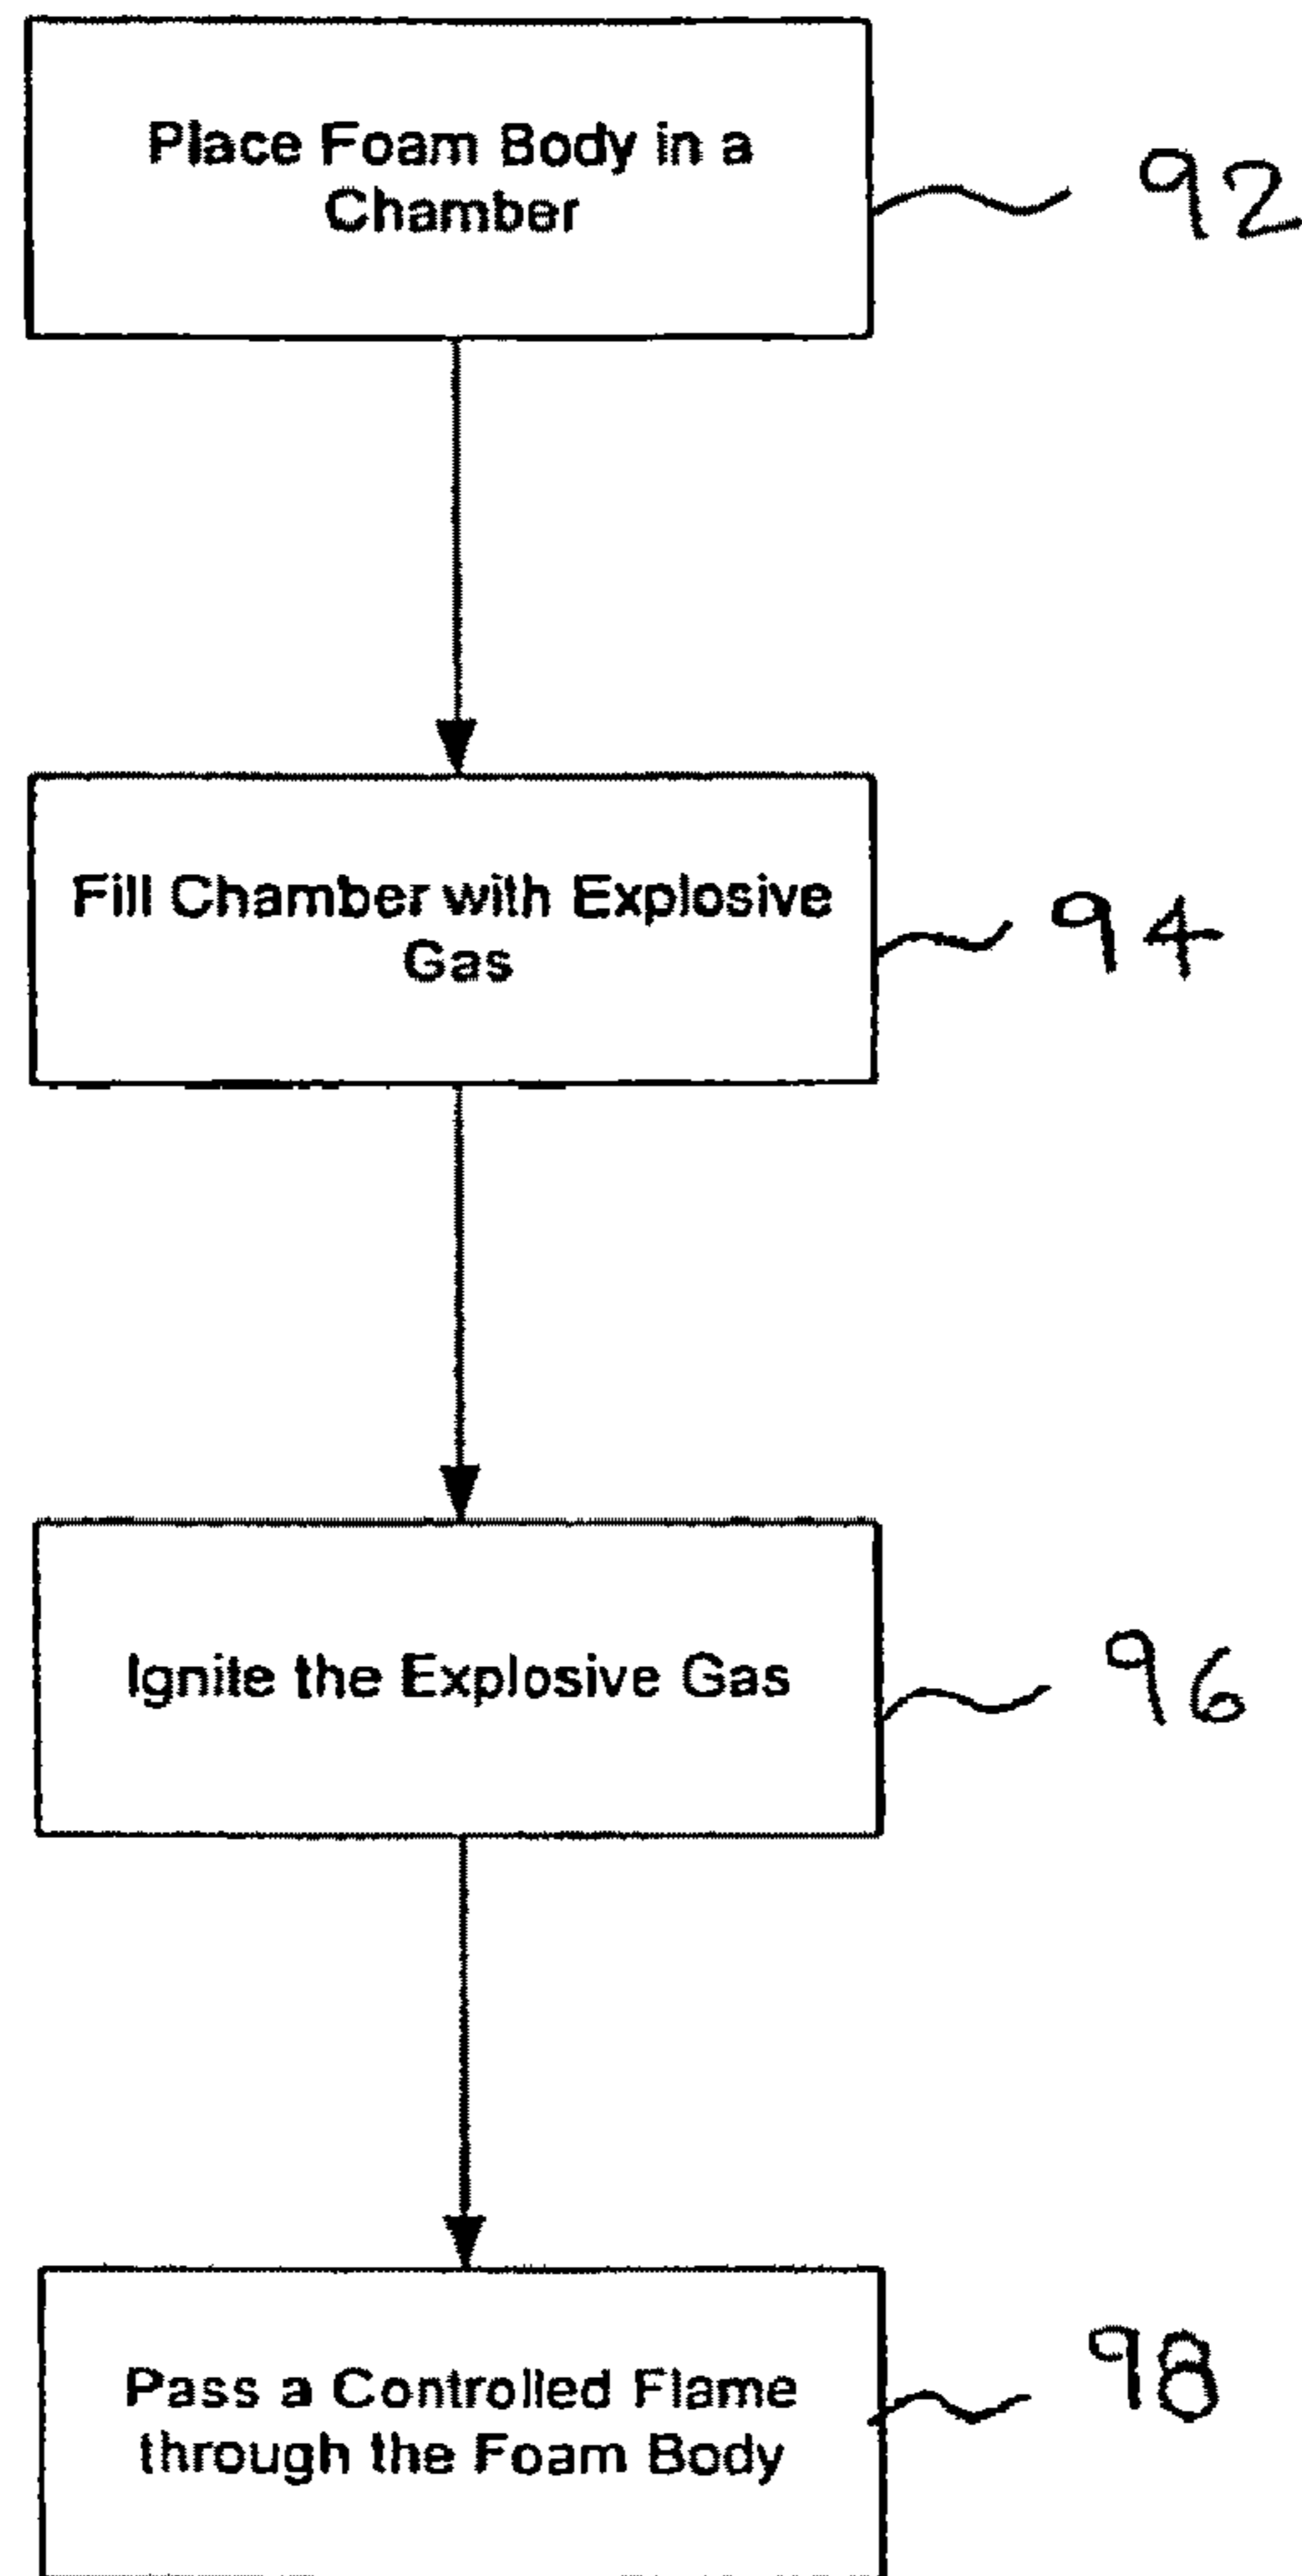 Place Foam Body in a
Chamber
92
Fill Chamber with Explosive
Gas
94
Ignite the Explosive Gas
96
Pass a Controlled Flame
through the Foam Body
98